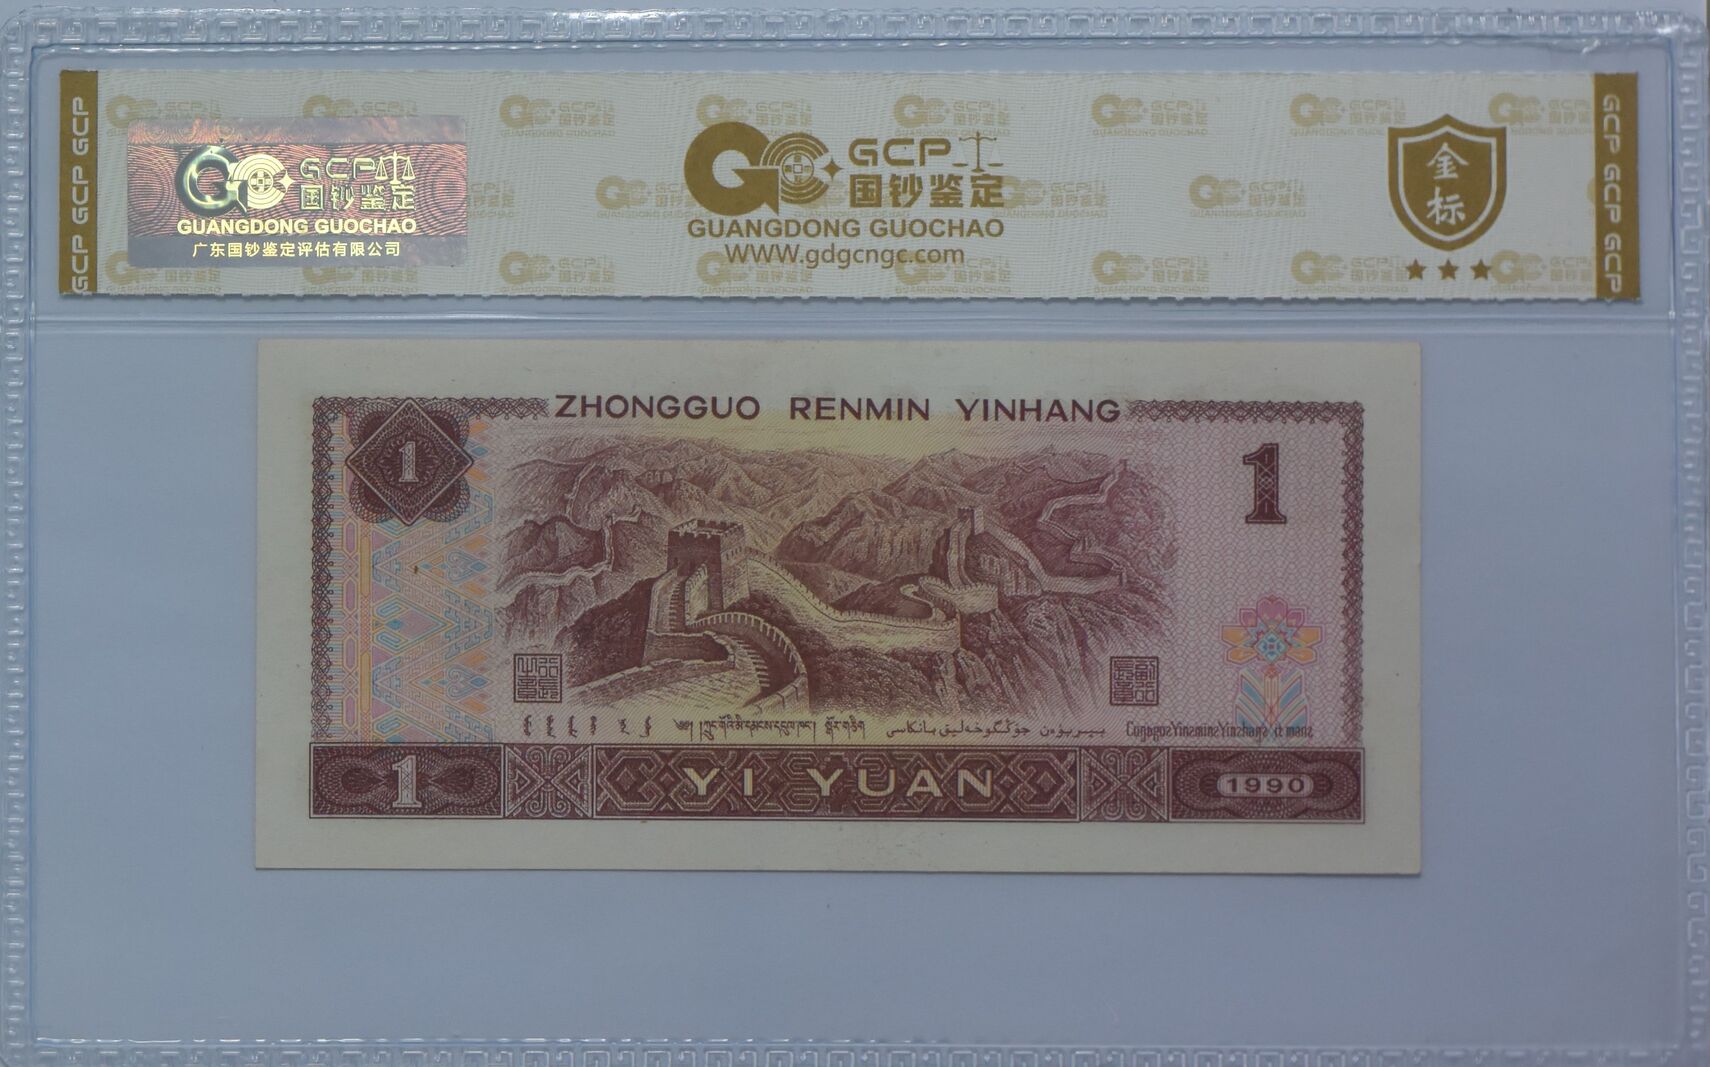 GCP GCP GCP
GCP
国钞鉴定
GUANGDONG GUOCHAO
广东国钞鉴定评估有限公司
GCP
国钞鉴定
GUANGDONG GUOCHAO
WWW.gdgcngc.com
金标
GCP GCP GCP
ZHONGGUO RENMIN YINHANG
1
1
1
YI YUAN
1990